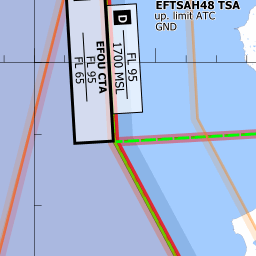 EFTSAH48 TSA
up. limit ATC
GND
D
FL 95
1700 MSL
EFOU CTA
FL 95
FL 65